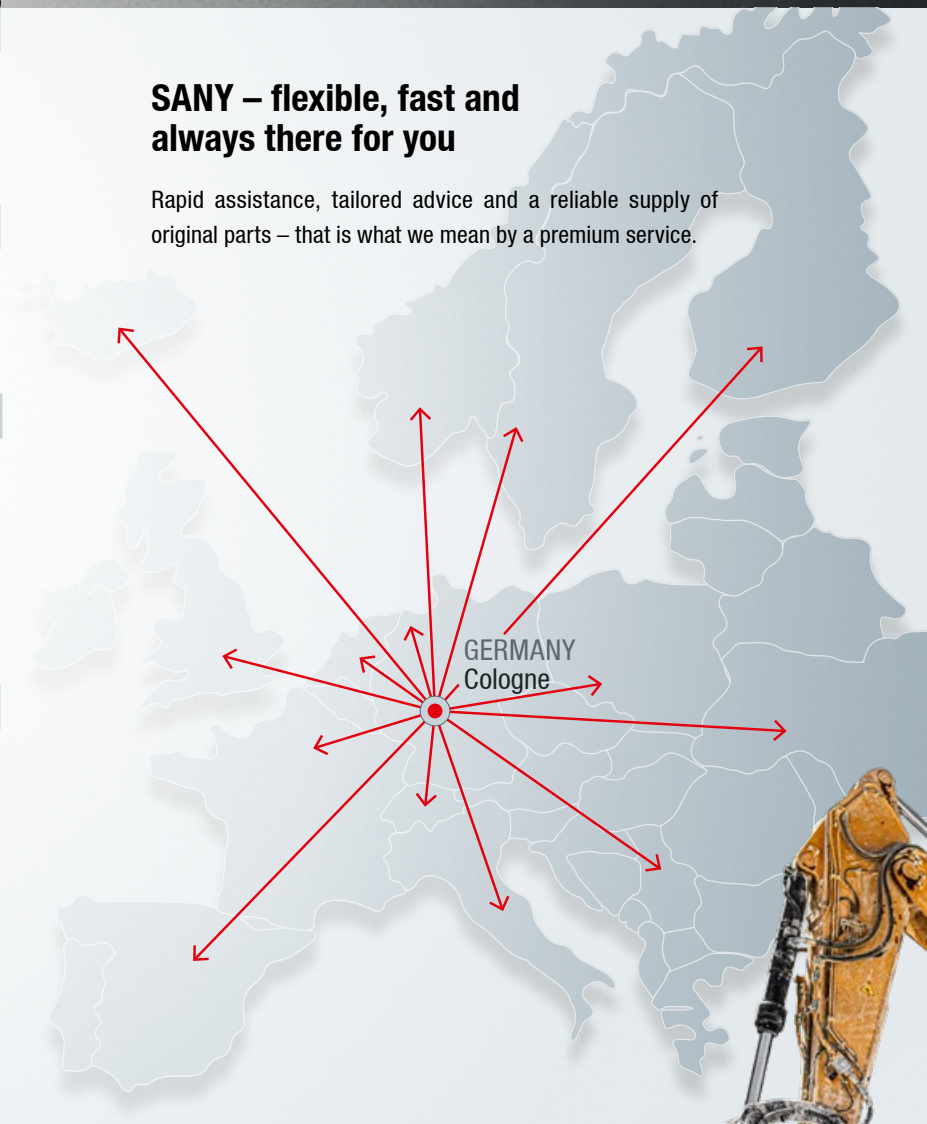 SANY – flexible, fast and
always there for you
Rapid assistance, tailored advice and a reliable supply of
original parts – that is what we mean by a premium service.
GERMANY
Cologne